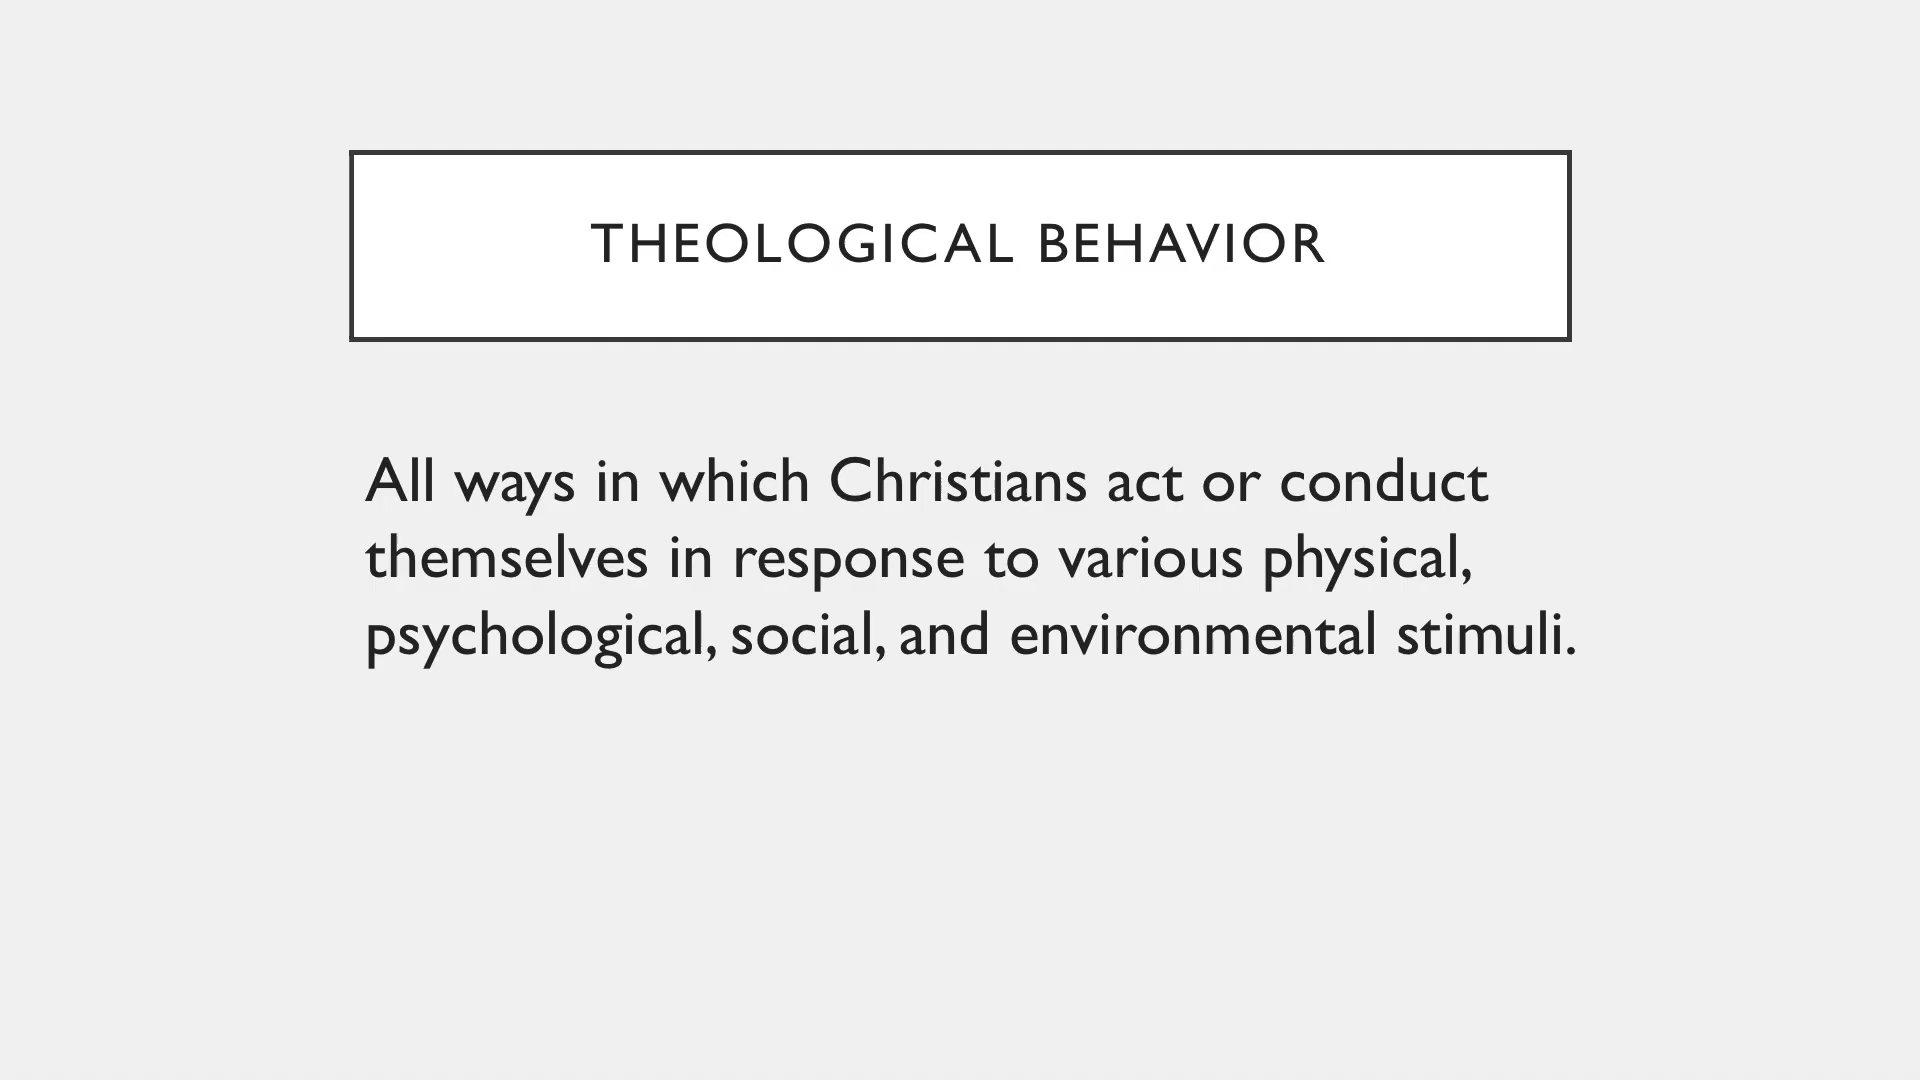 THEOLOGICAL BEHAVIOR
All ways in which Christians act or conduct
themselves in response to various physical,
psychological, social, and environmental stimuli.